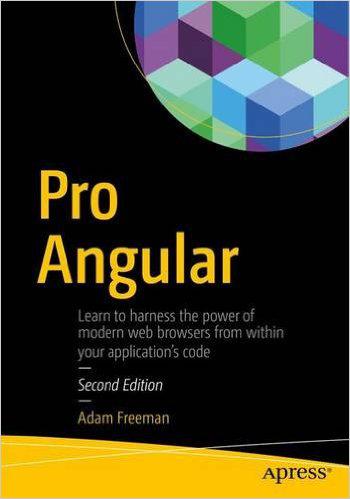 Pro
Angular
Learn to harness the power of
modern web browsers from within
your application's code
—
Second Edition
—
Adam Freeman
Apress®